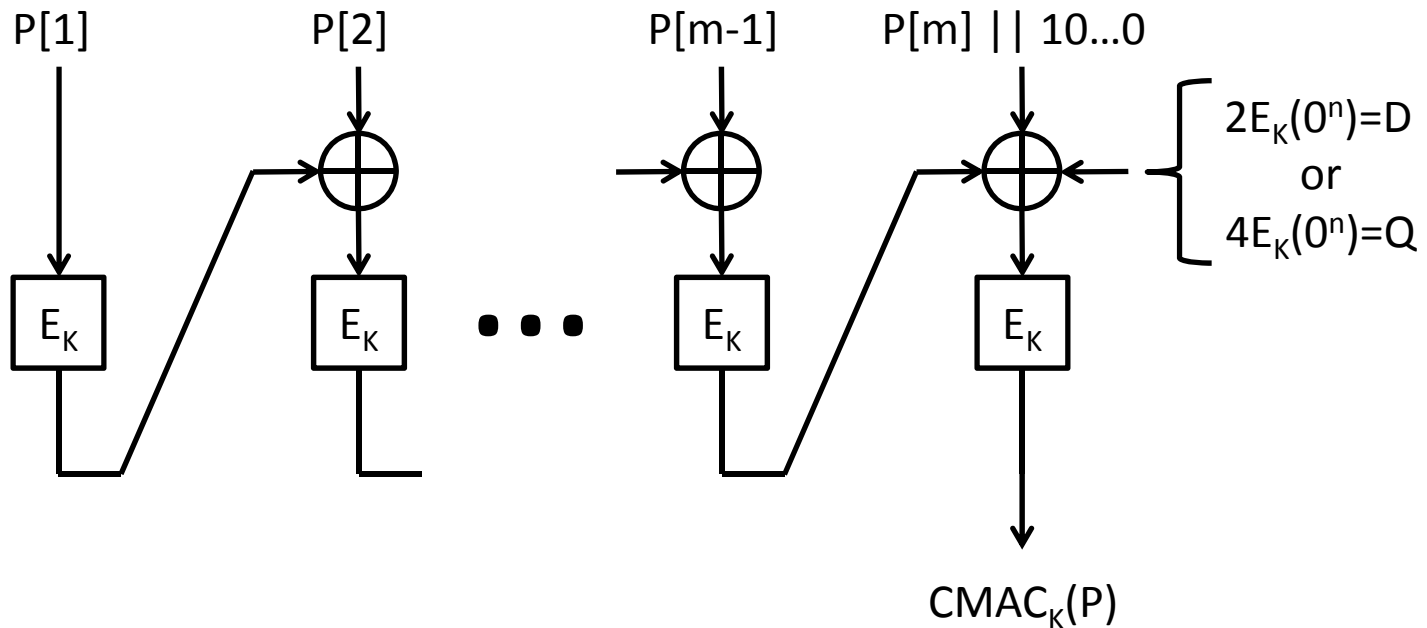 P[1]
P[2]
P[m-1]
P[m] || 10...0
2E_K(0^n)=D
or
4E_K(0^n)=Q
E_K
E_K
E_K
E_K
CMAC_K(P)